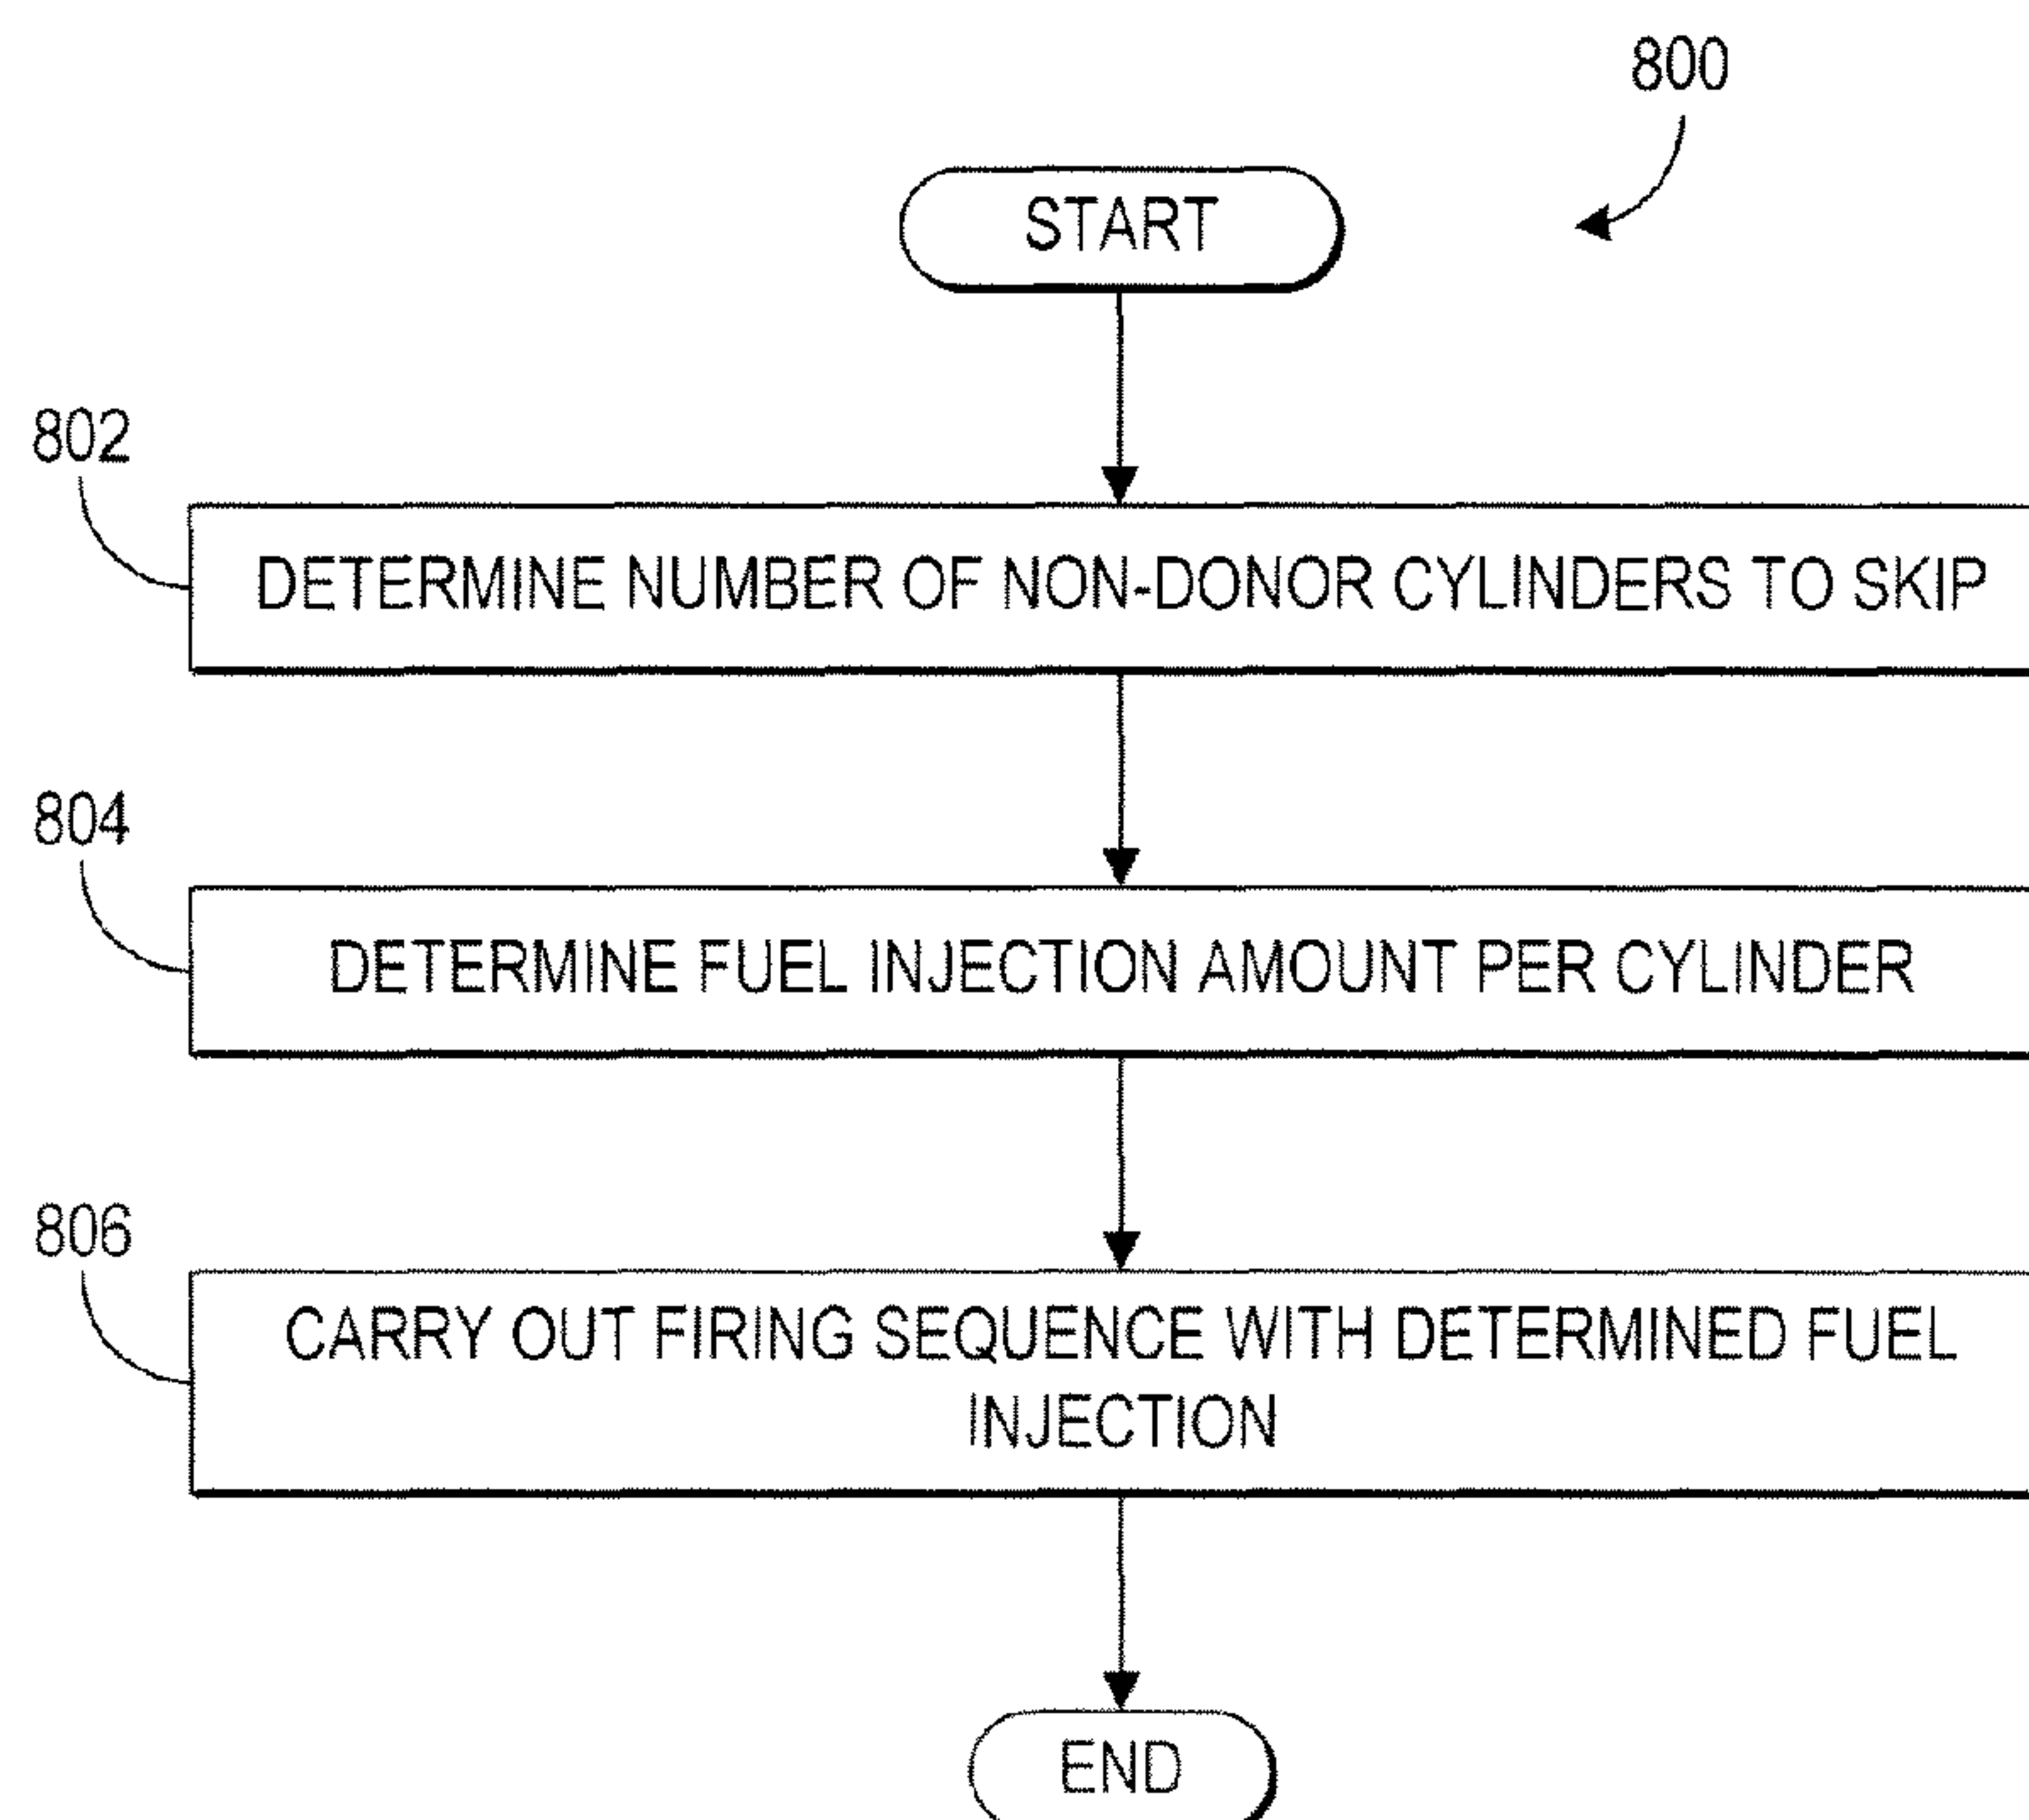 800
START
802
DETERMINE NUMBER OF NON-DONOR CYLINDERS TO SKIP
804
DETERMINE FUEL INJECTION AMOUNT PER CYLINDER
806
CARRY OUT FIRING SEQUENCE WITH DETERMINED FUEL
INJECTION
END